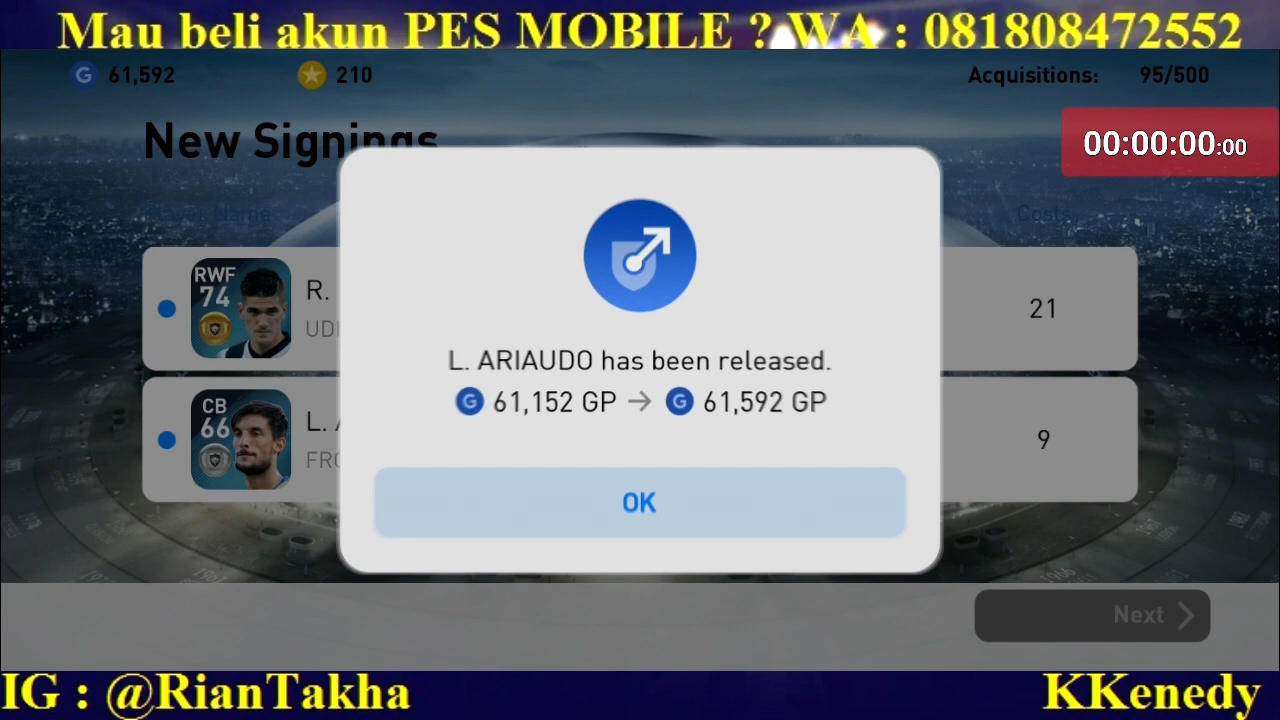 Mau beli akun PES MOBILE ? WA : 081808472552
G 61,592 210 Acquisitions: 95/500
New Signings
00:00:00:00
Costs
RWF
74
R.
UDI
21
L. ARIAUDO has been released.
G 61,152 GP → G 61,592 GP
CB
66
L.
FRO
9
OK
Next
IG : @RianTakha
KKenedy